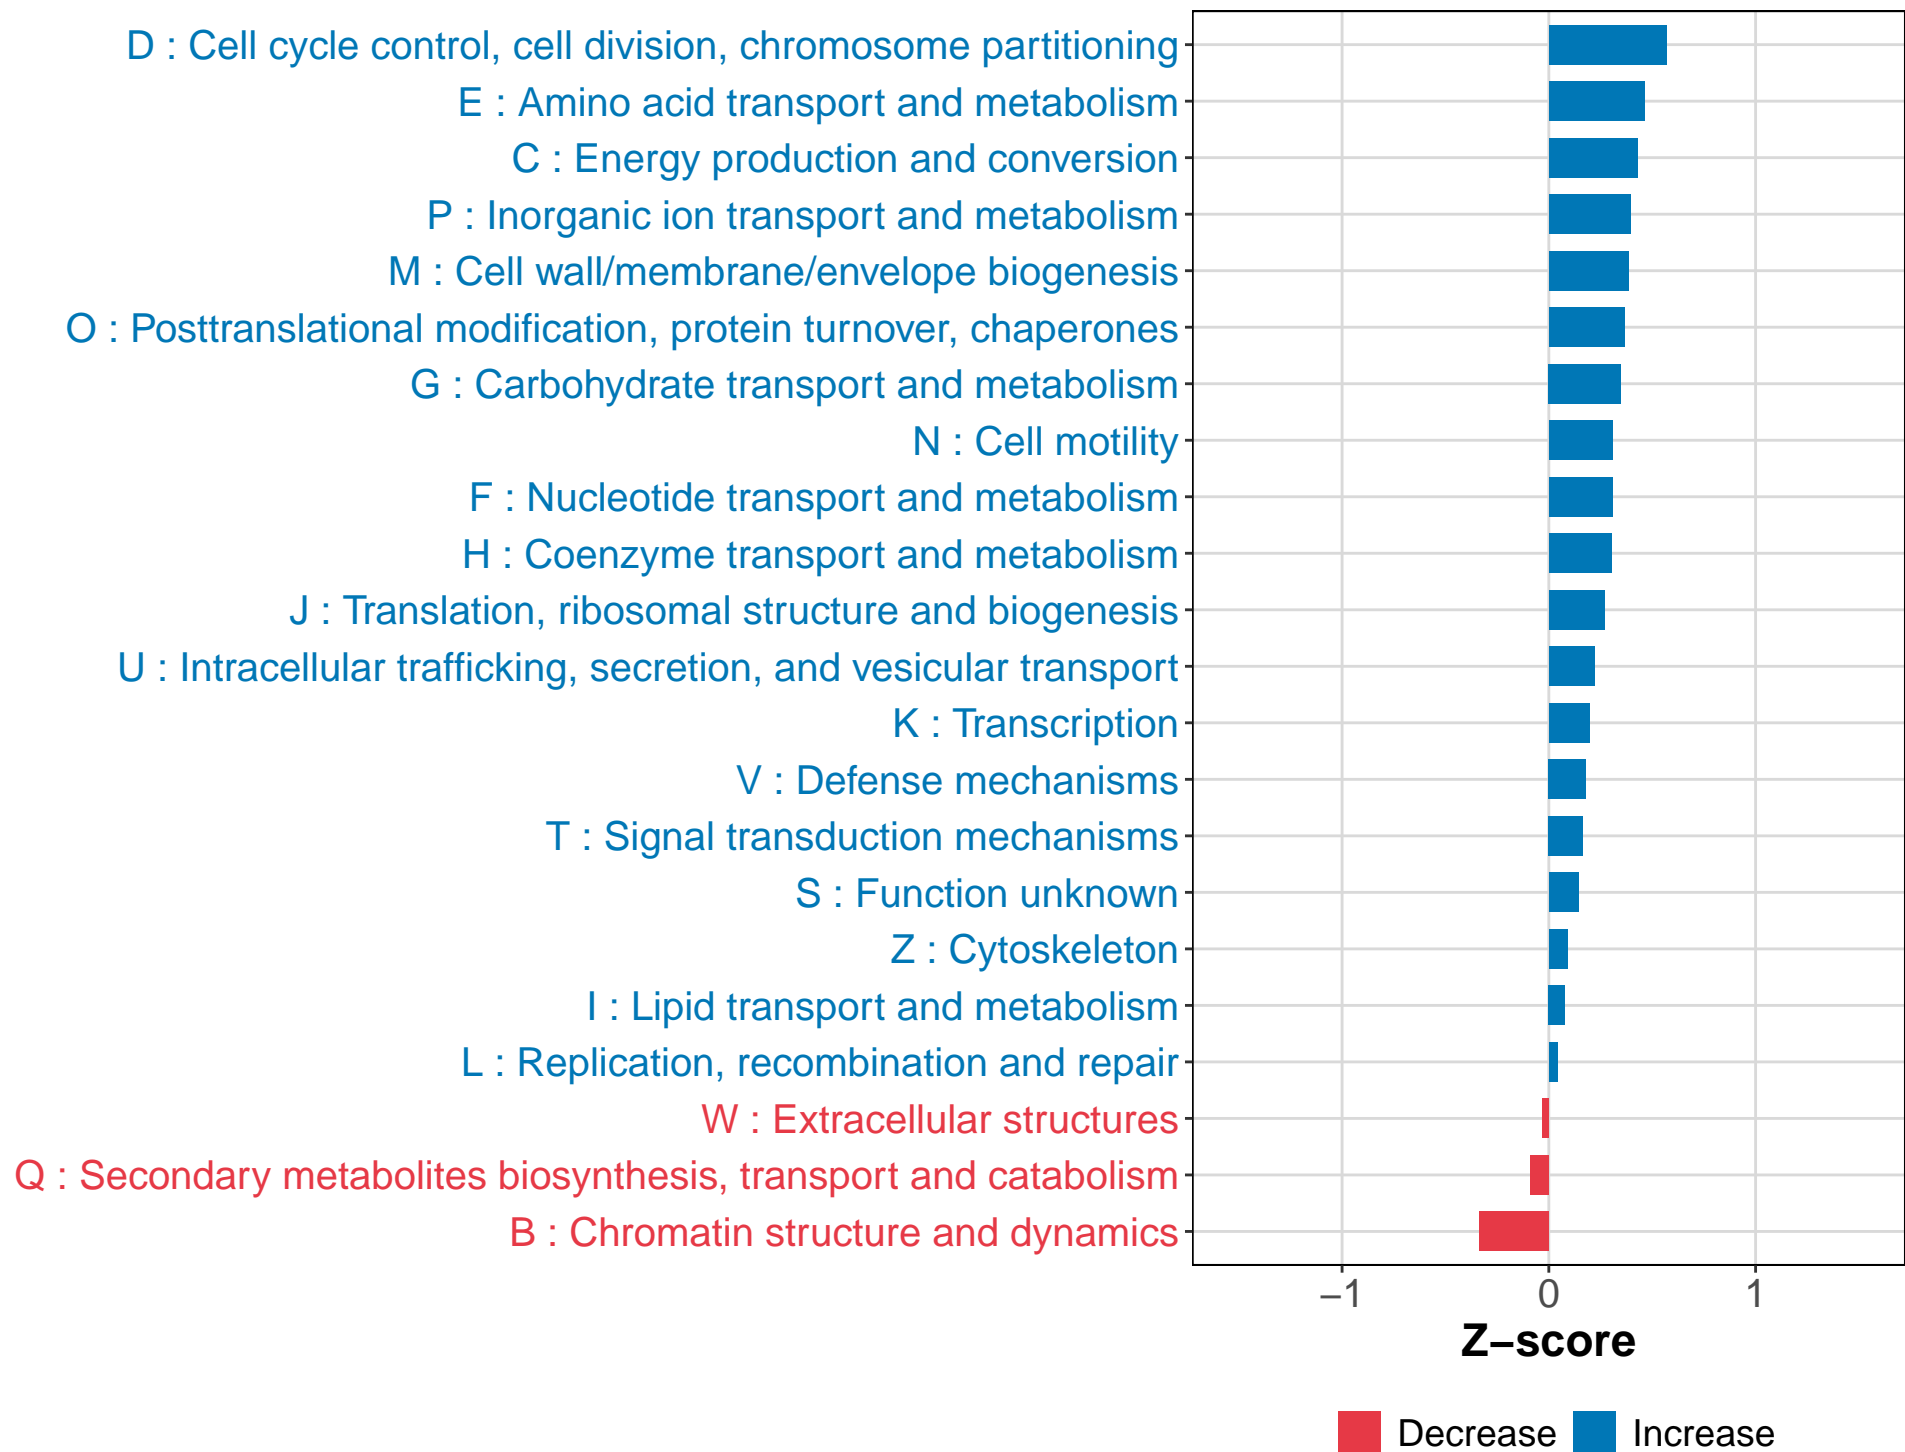 D : Cell cycle control, cell division, chromosome partitioning
E : Amino acid transport and metabolism
C : Energy production and conversion
P : Inorganic ion transport and metabolism
M : Cell wall/membrane/envelope biogenesis
O : Posttranslational modification, protein turnover, chaperones
G : Carbohydrate transport and metabolism
N : Cell motility
F : Nucleotide transport and metabolism
H : Coenzyme transport and metabolism
J : Translation, ribosomal structure and biogenesis
U : Intracellular trafficking, secretion, and vesicular transport
K : Transcription
V : Defense mechanisms
T : Signal transduction mechanisms
S : Function unknown
Z : Cytoskeleton
I : Lipid transport and metabolism
L : Replication, recombination and repair
W : Extracellular structures
Q : Secondary metabolites biosynthesis, transport and catabolism
B : Chromatin structure and dynamics
−1 0 1
Z−score
Decrease Increase